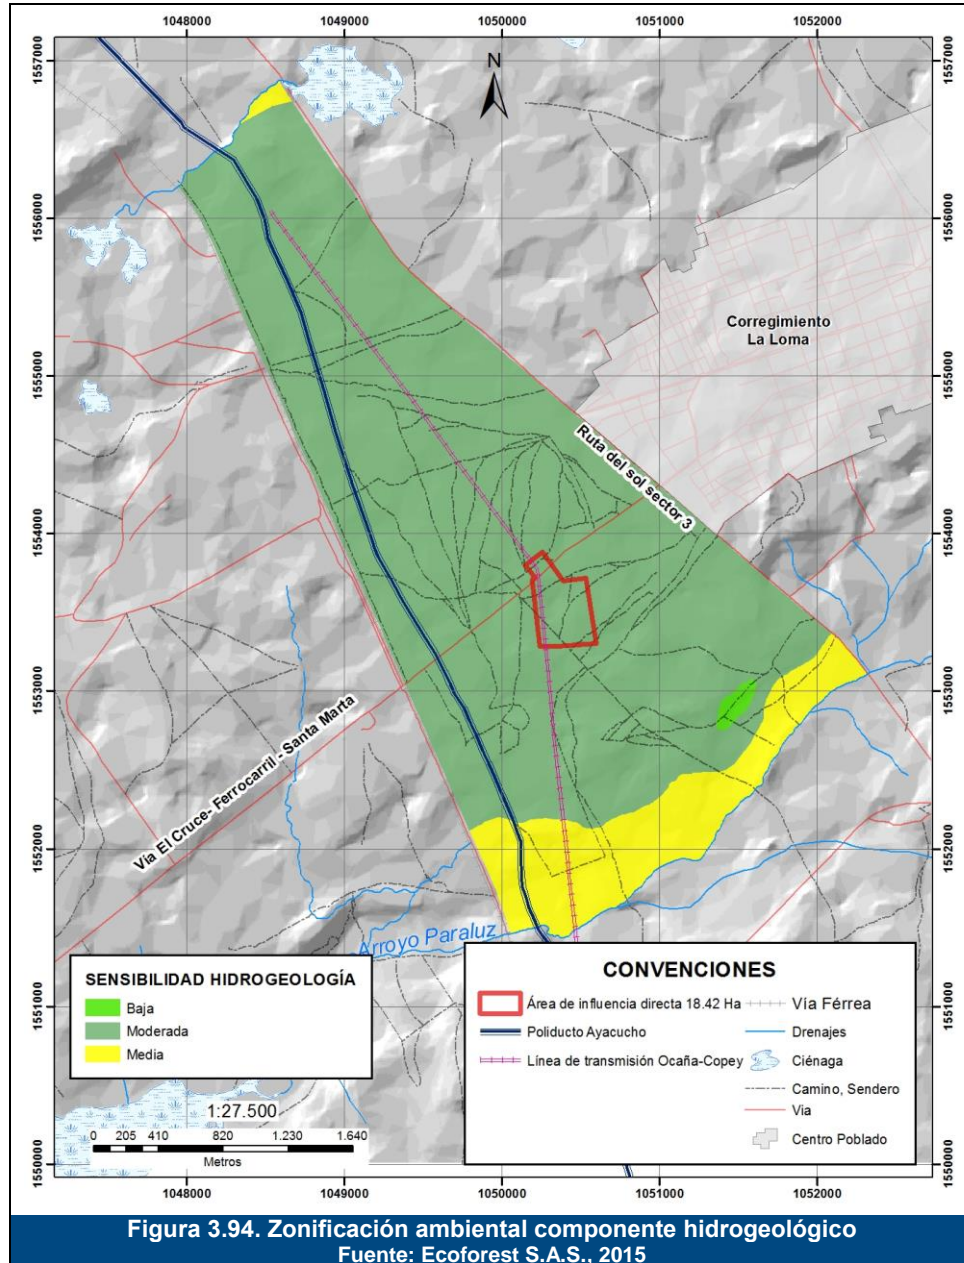 1048000 1049000 1050000 1051000 1052000
1557000 1557000
N
1556000 1556000
Corregimiento
La Loma
1555000 1555000
Ruta del sol sector 3
1554000 1554000
1553000 1553000
Vía El Cruce- Ferrocarril - Santa Marta
1552000 1552000
Arroyo Paraluz
SENSIBILIDAD HIDROGEOLOGÍA
Baja
Moderada
Media
CONVENCIONES
Área de influencia directa 18.42 Ha
Poliducto Ayacucho
Línea de transmisión Ocaña-Copey
Vía Férrea
Drenajes
Ciénaga
Camino, Sendero
Via
Centro Poblado
1551000 1551000
1:27.500
0 205 410 820 1.230 1.640
Metros
1550000 1550000
1048000 1049000 1050000 1051000 1052000
Figura 3.94. Zonificación ambiental componente hidrogeológico
Fuente: Ecoforest S.A.S., 2015